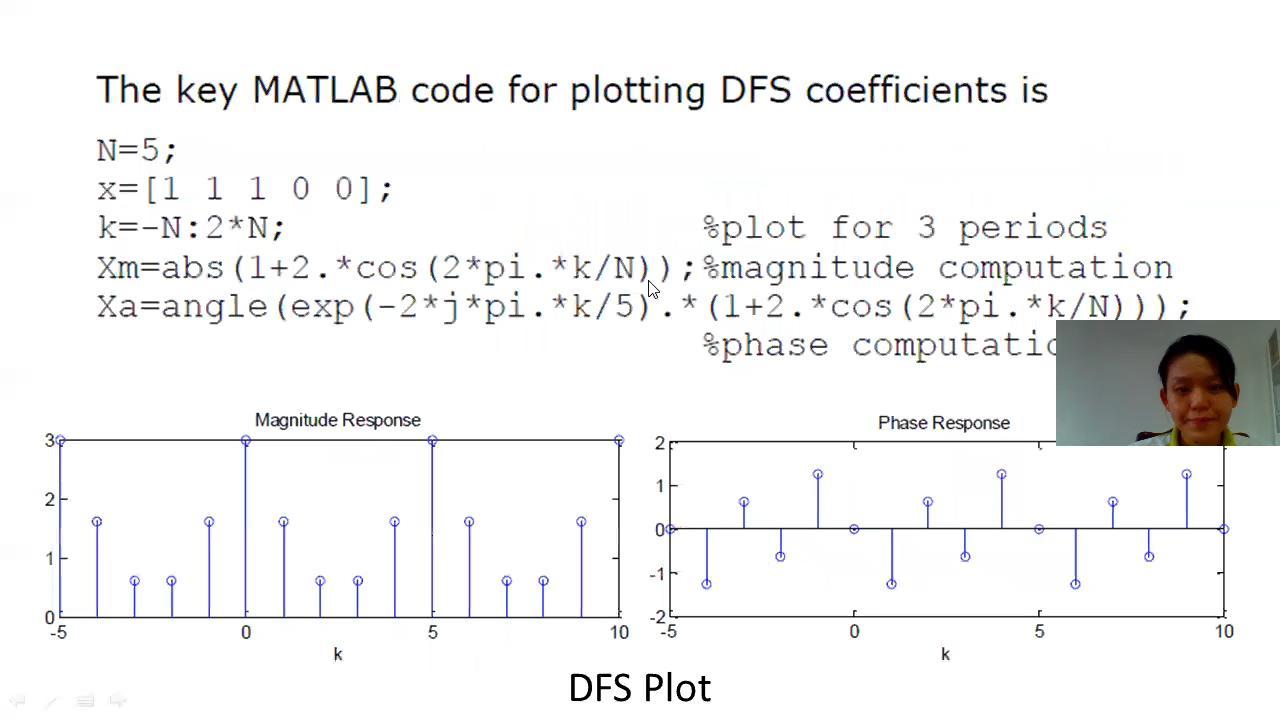 The key MATLAB code for plotting DFS coefficients is
N=5;
x=[1 1 1 0 0];
k=-N:2*N; %plot for 3 periods
Xm=abs(1+2.*cos(2*pi.*k/N));%magnitude computation
Xa=angle(exp(-2*j*pi.*k/5).*(1+2.*cos(2*pi.*k/N)));
%phase computatio
Magnitude Response
3
2
1
0
-5 0 5 10
k
Phase Response
2
1
0
-1
-2
-5 0 5 10
k
DFS Plot